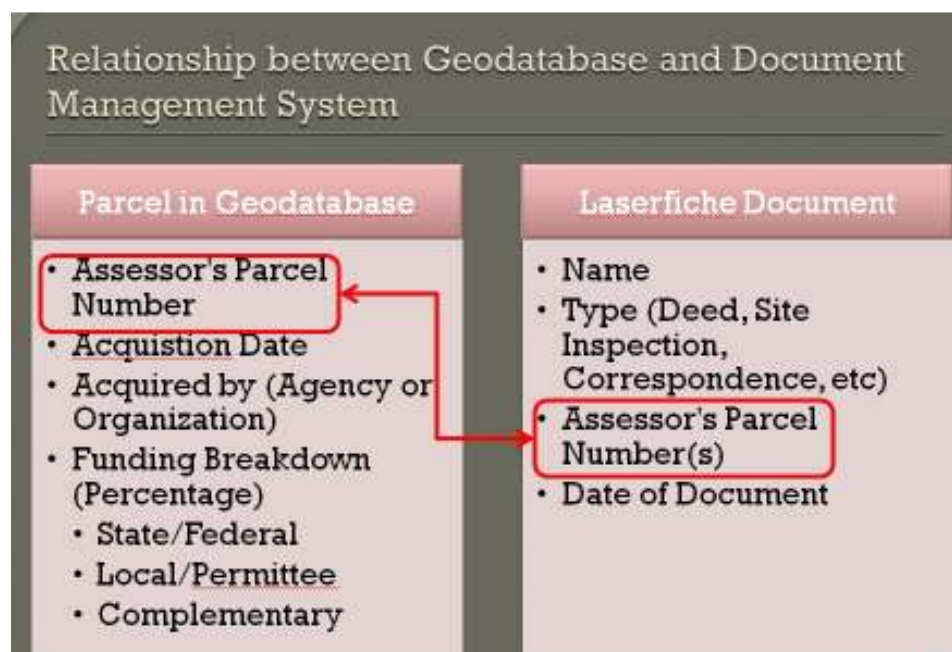 Relationship between Geodatabase and Document
Management System
Parcel in Geodatabase
• Assessor's Parcel
Number
• Acquistion Date
• Acquired by (Agency or
Organization)
• Funding Breakdown
(Percentage)
• State/Federal
• Local/Permittee
• Complementary
Laserfiche Document
• Name
• Type (Deed, Site
Inspection,
Correspondence, etc)
• Assessor's Parcel
Number(s)
• Date of Document